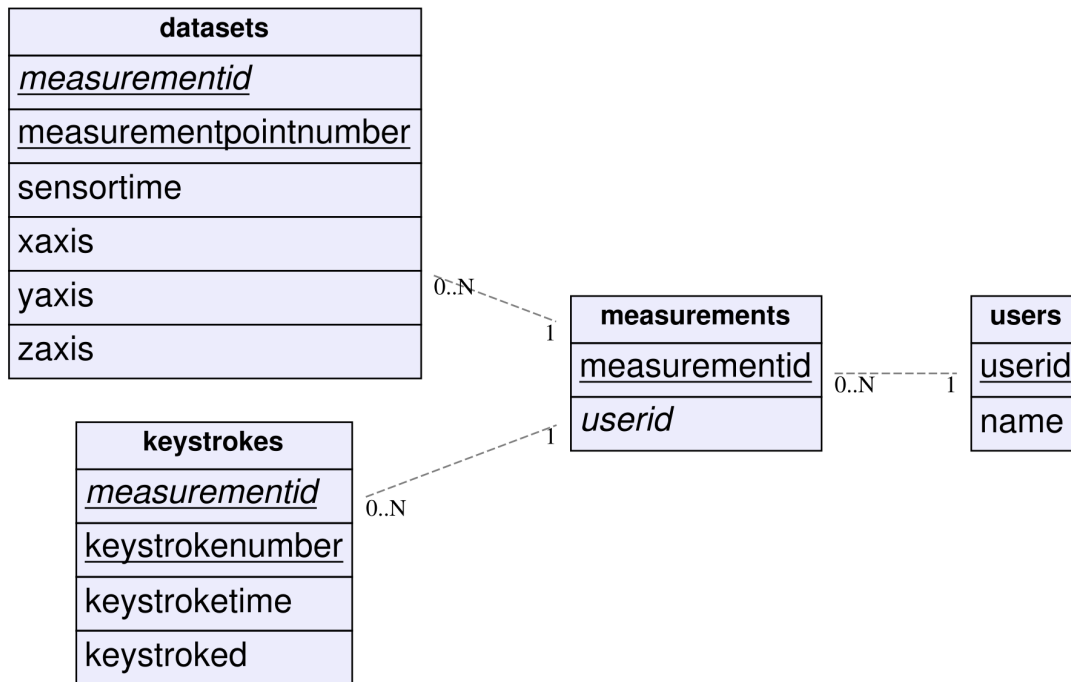 datasets
measurementid
measurementpointnumber
sensortime
xaxis
yaxis
zaxis
0..N
1
measurements
measurementid
userid
0..N
1
users
userid
name
keystrokes
measurementid
keystrokenumber
keystroketime
keystroked
0..N
1